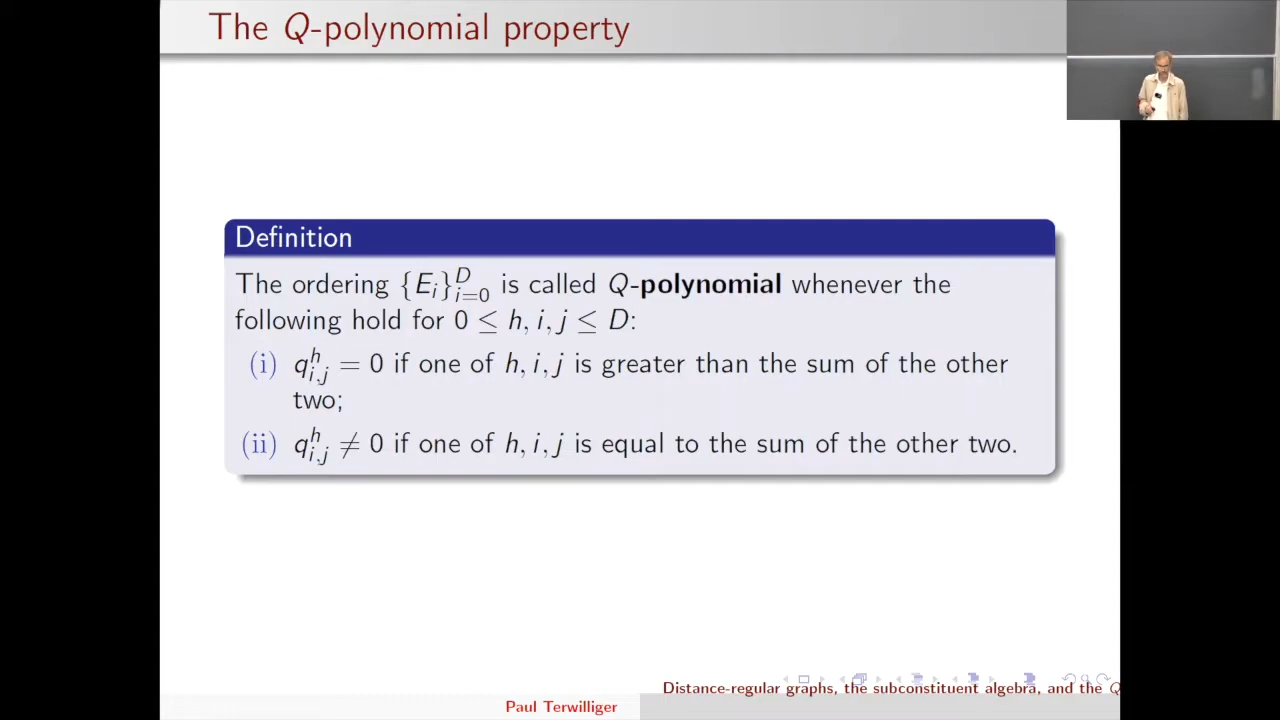 The Q-polynomial property
Definition
The ordering {E_i}_{i=0}^D is called Q-polynomial whenever the
following hold for 0 ≤ h, i, j ≤ D:
(i) q^h_{i,j} = 0 if one of h, i, j is greater than the sum of the other
two;
(ii) q^h_{i,j} ≠ 0 if one of h, i, j is equal to the sum of the other two.
Distance-regular graphs, the subconstituent algebra, and the Q
Paul Terwilliger